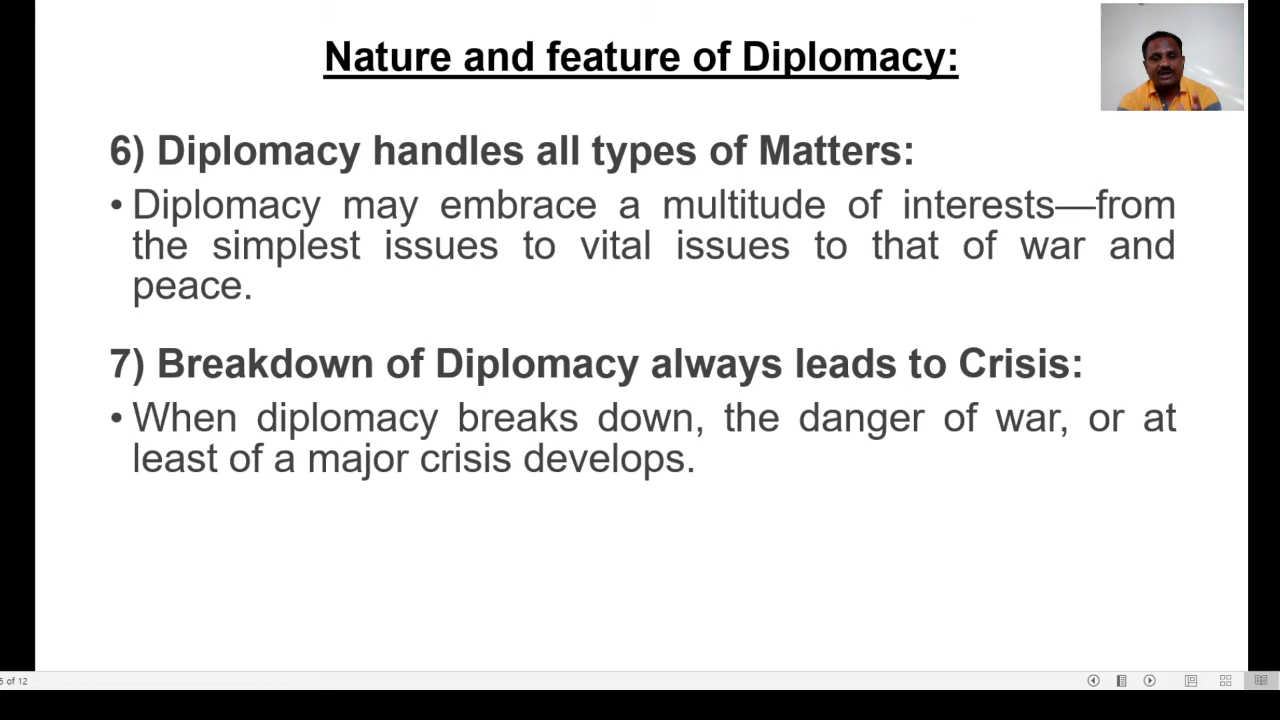 Nature and feature of Diplomacy:
6) Diplomacy handles all types of Matters:
• Diplomacy may embrace a multitude of interests—from
the simplest issues to vital issues to that of war and
peace.
7) Breakdown of Diplomacy always leads to Crisis:
• When diplomacy breaks down, the danger of war, or at
least of a major crisis develops.
of 12